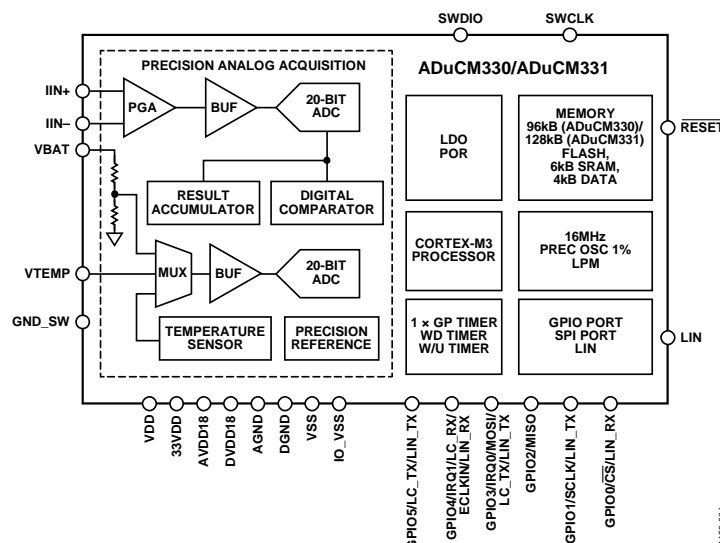 SWDIO
SWCLK
PRECISION ANALOG ACQUISITION
ADuCM330/ADuCM331
IIN+
IIN–
VBAT
VTEMP
GND_SW
PGA
BUF
20-BIT
ADC
RESULT
ACCUMULATOR
DIGITAL
COMPARATOR
MUX
BUF
20-BIT
ADC
TEMPERATURE
SENSOR
PRECISION
REFERENCE
LDO
POR
MEMORY
96kB (ADuCM330)/
128kB (ADuCM331)
FLASH,
6kB SRAM,
4kB DATA
CORTEX-M3
PROCESSOR
16MHz
PREC OSC 1%
LPM
1 × GP TIMER
WD TIMER
W/U TIMER
GPIO PORT
SPI PORT
LIN
RESET
LIN
VDD
33VDD
AVDD18
DVDD18
AGND
DGND
VSS
IO_VSS
GPIO5/LC_TX/LIN_TX
GPIO4/IRQ1/LC_RX/
ECLKIN/LIN_RX
GPIO3/IRQ0/MOSI/
LC_TX/LIN_TX
GPIO2/MISO
GPIO1/SCLK/LIN_TX
GPIO0/CS/LIN_RX